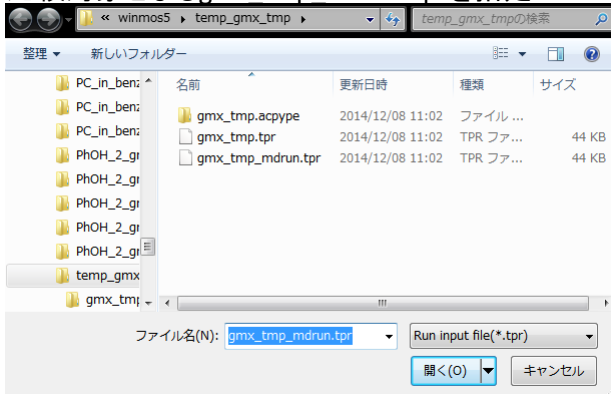 « winmos5 ▸ temp_gmx_tmp ▸
temp_gmx_tmpの検索
整理 ▼ 新しいフォルダー
名前 更新日時 種類 サイズ
PC_in_benz
PC_in_benz
PC_in_benz
PhOH_2_gr
PhOH_2_gr
PhOH_2_gr
PhOH_2_gr
PhOH_2_gr
temp_gmx
gmx_tmp
gmx_tmp.acpype 2014/12/08 11:02 ファイル ...
gmx_tmp.tpr 2014/12/08 11:02 TPR ファ... 44 KB
gmx_tmp_mdrun.tpr 2014/12/08 11:02 TPR ファ... 44 KB
ファイル名(N): gmx_tmp_mdrun.tpr Run input file(*.tpr)
開く(O) キャンセル